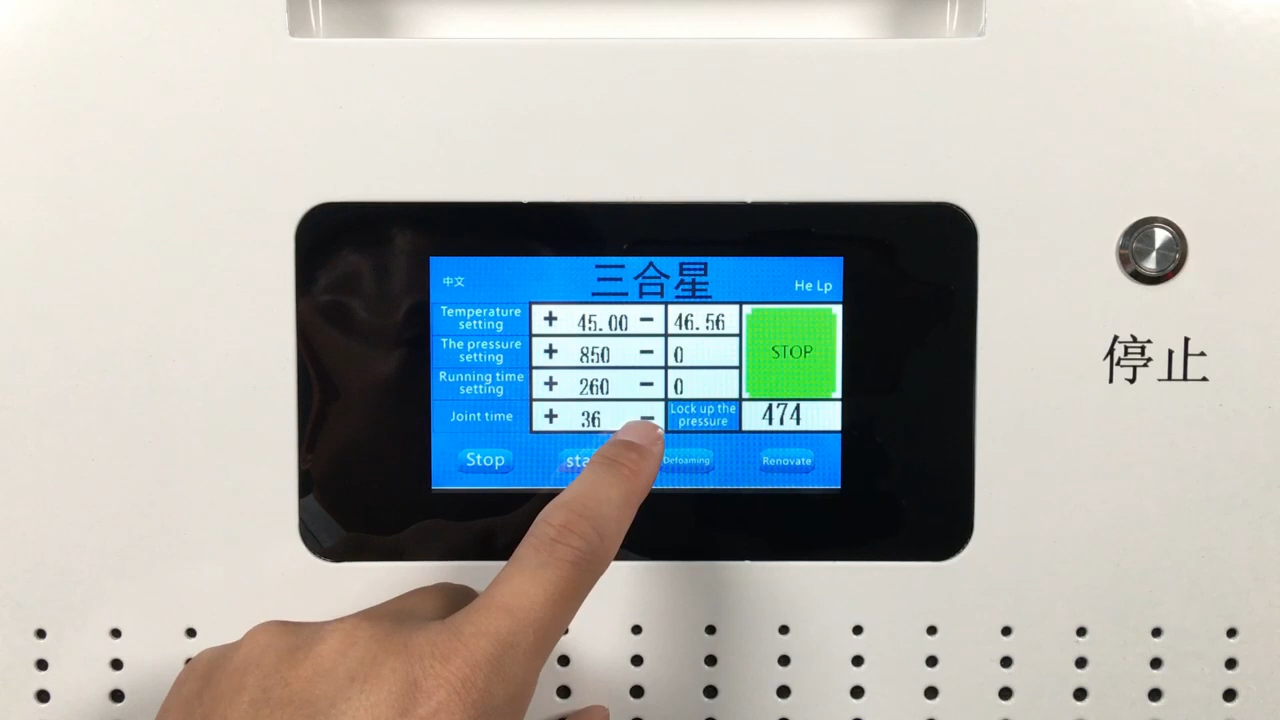 中文
三合星
He Lp
Temperature setting
+ 45.00 −
46.56
The pressure setting
+ 850 −
0
STOP
Running time setting
+ 260 −
0
Joint time
+ 36 −
Lock up the pressure
474
Stop
Defoaming
Renovate
停止